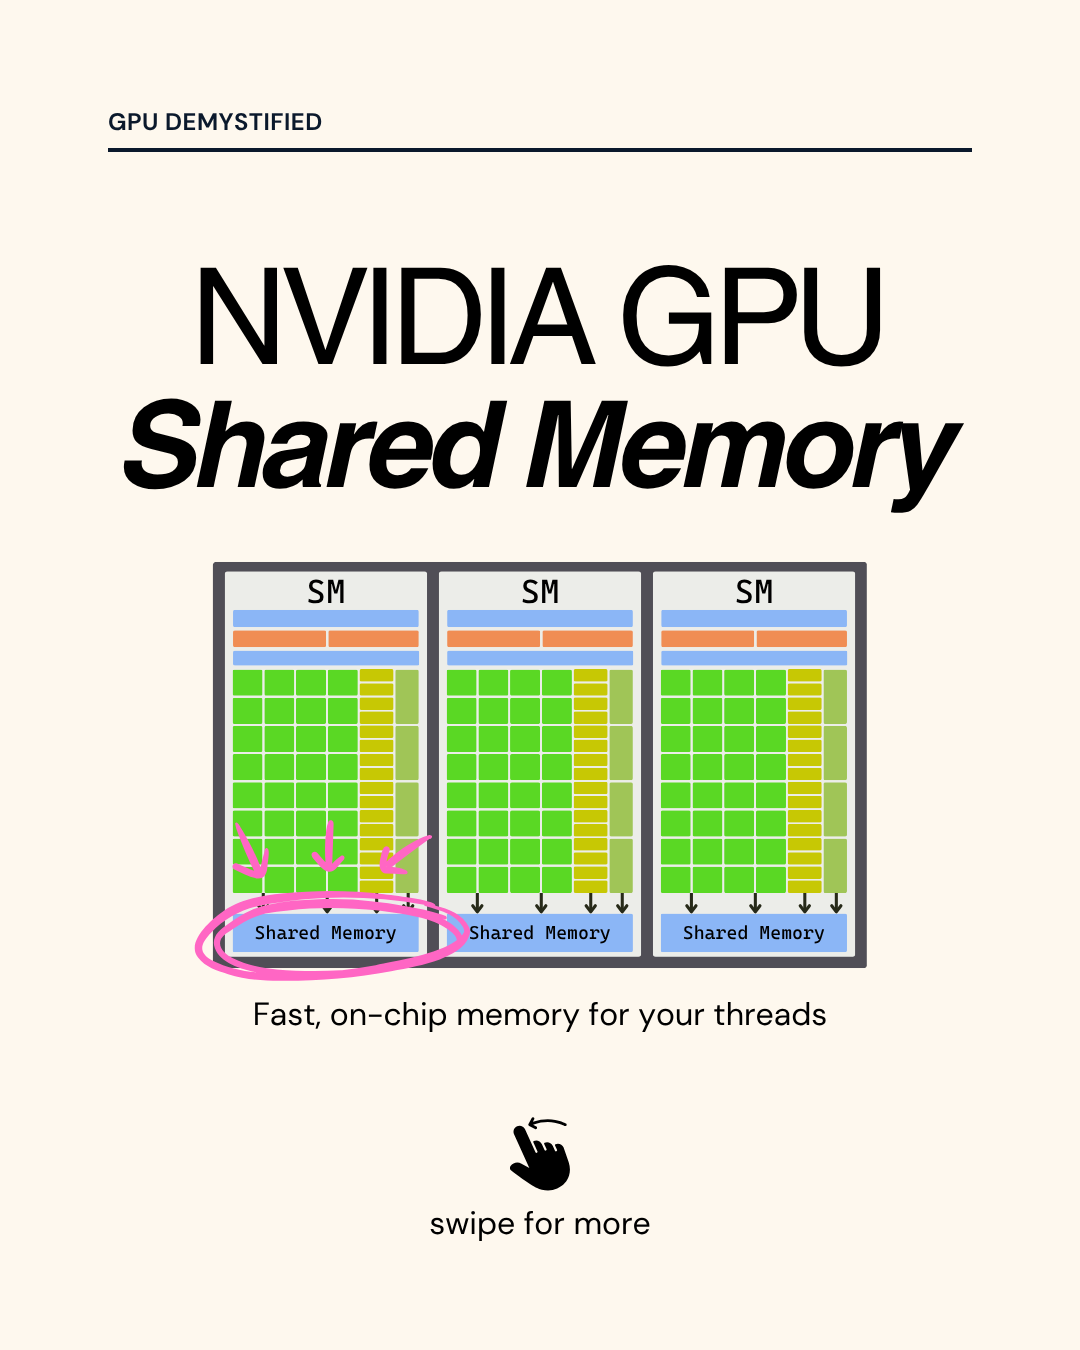 GPU DEMYSTIFIED
NVIDIA GPU
Shared Memory
SM SM SM
Shared Memory Shared Memory Shared Memory
Fast, on-chip memory for your threads
swipe for more